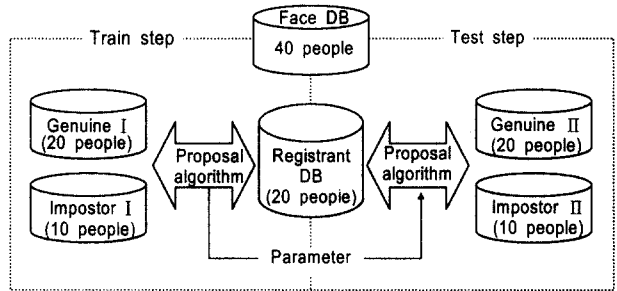 Face DB
40 people
Train step
Test step
Genuine Ⅰ
(20 people)
Impostor Ⅰ
(10 people)
Proposal
algorithm
Registrant
DB
(20 people)
Proposal
algorithm
Genuine Ⅱ
(20 people)
Impostor Ⅱ
(10 people)
Parameter